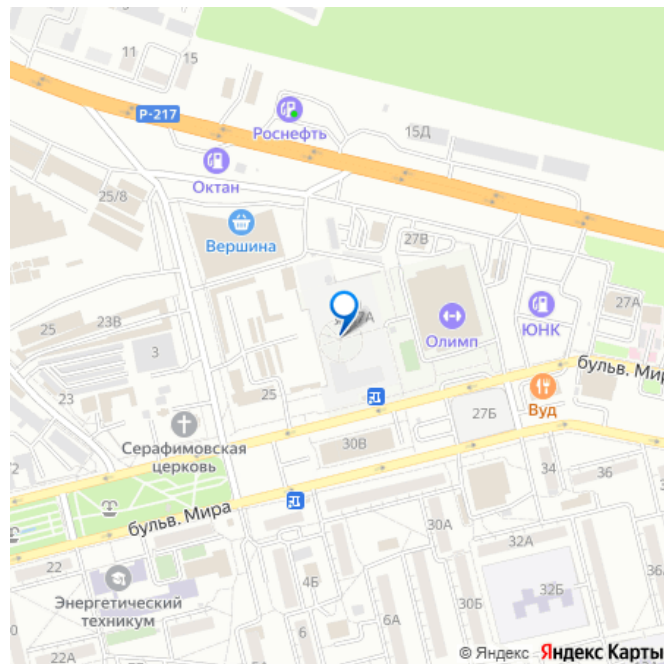 11
15
Р-217
Роснефть
15Д
Октан
25/8
Вершина
27В
27А
Олимп
ЮНК
25
23В
3
23
25
бульв. Мира
Вуд
27Б
Серафимовская
церковь
30В
34
36
бульв. Мира
30А
32А
22
4Б
32Б
Энергетический
техникум
6А
30Б
6
22А
© Яндекс Яндекс Карты